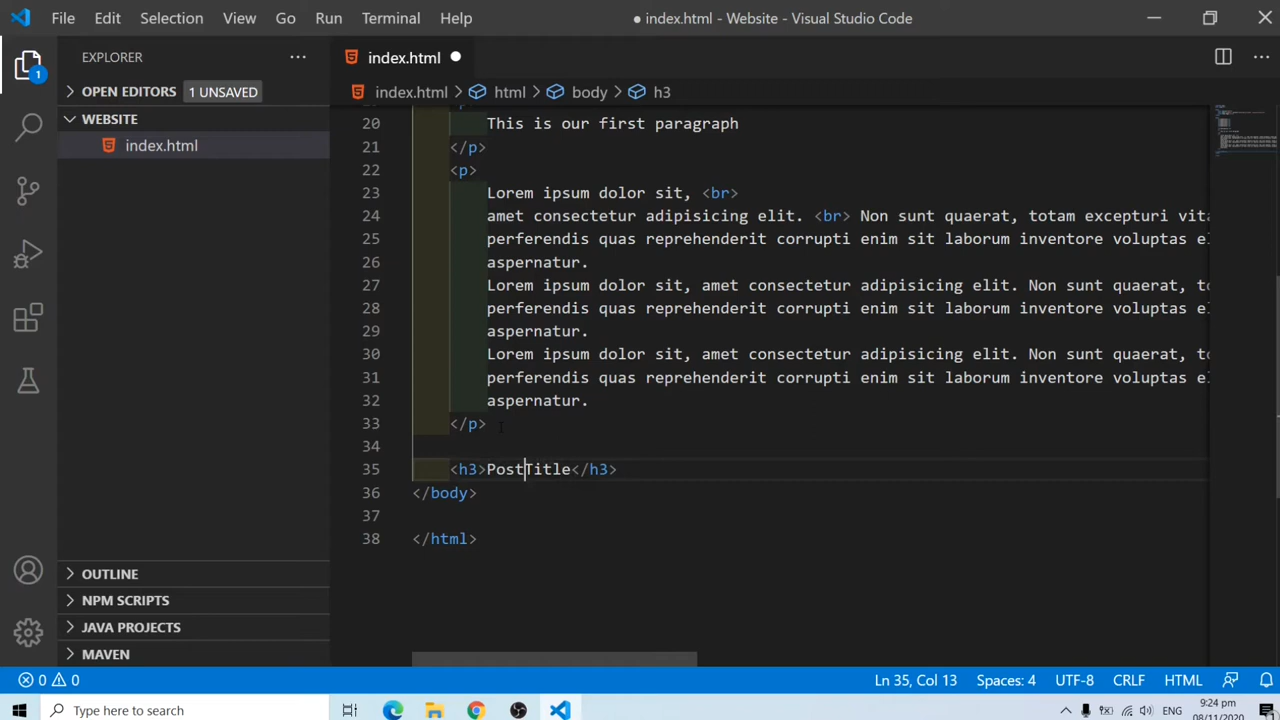 File Edit Selection View Go Run Terminal Help ● index.html - Website - Visual Studio Code
EXPLORER
index.html
OPEN EDITORS 1 UNSAVED
index.html > html > body > h3
WEBSITE
index.html
20 This is our first paragraph
21 </p>
22 <p>
23 Lorem ipsum dolor sit, <br>
24 amet consectetur adipisicing elit. <br> Non sunt quaerat, totam excepturi vita
25 perferendis quas reprehenderit corrupti enim sit laborum inventore voluptas el
26 aspernatur.
27 Lorem ipsum dolor sit, amet consectetur adipisicing elit. Non sunt quaerat, to
28 perferendis quas reprehenderit corrupti enim sit laborum inventore voluptas el
29 aspernatur.
30 Lorem ipsum dolor sit, amet consectetur adipisicing elit. Non sunt quaerat, to
31 perferendis quas reprehenderit corrupti enim sit laborum inventore voluptas el
32 aspernatur.
33 </p>
34
35 <h3>PostTitle</h3>
36 </body>
37
38 </html>
1
OUTLINE
NPM SCRIPTS
JAVA PROJECTS
MAVEN
0 0 Ln 35, Col 13 Spaces: 4 UTF-8 CRLF HTML
Type here to search ENG
9:24 pm
08/11/2020